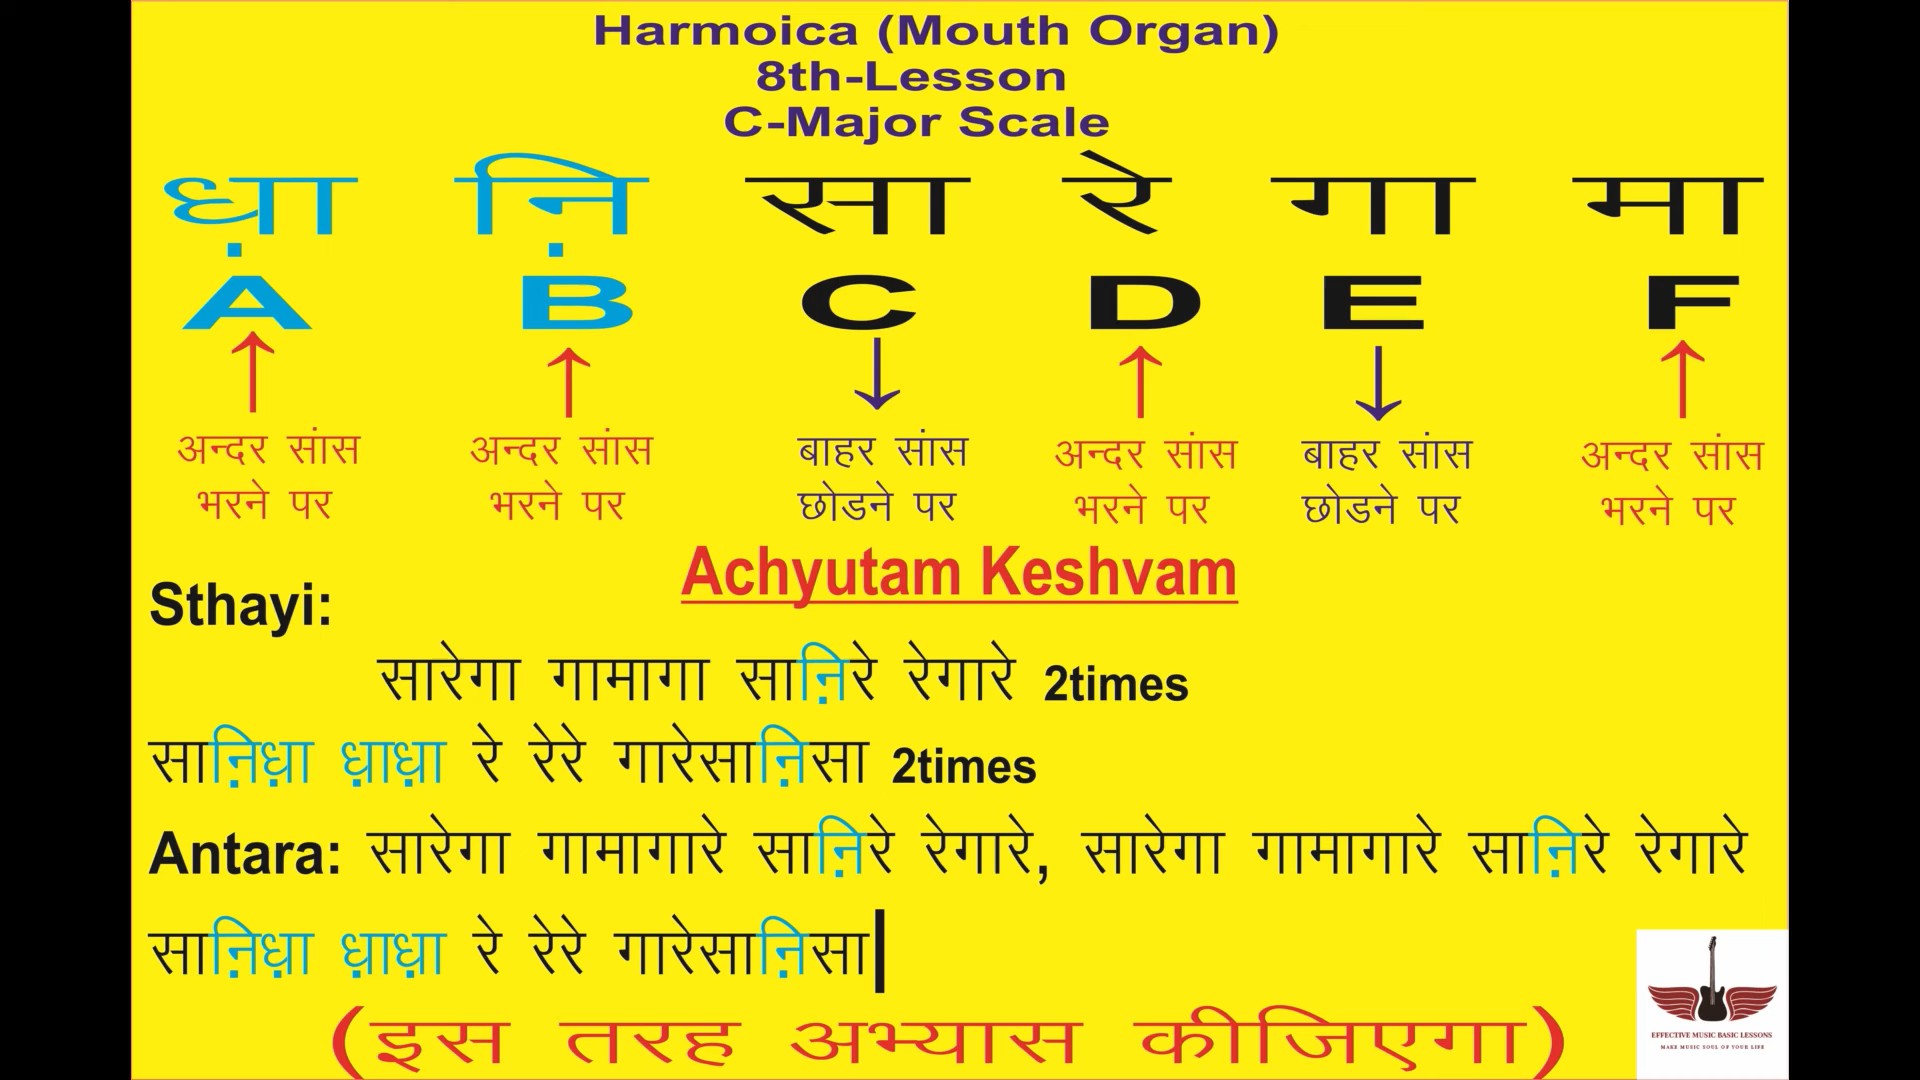 Harmoica (Mouth Organ)
8th-Lesson
C-Major Scale
ध़ा ऩि सा रे गा मा
A B C D E F
↑ ↑ ↓ ↑ ↓ ↑
अन्दर सांस अन्दर सांस बाहर सांस अन्दर सांस बाहर सांस अन्दर सांस
भरने पर भरने पर छोडने पर भरने पर छोडने पर भरने पर
Achyutam Keshvam
Sthayi:
सारेगा गामागा साऩिरे रेगारे 2times
साऩिध़ा ध़ाध़ा रे रेरे गारेसाऩिसा 2times
Antara: सारेगा गामागारे साऩिरे रेगारे, सारेगा गामागारे साऩिरे रेगारे
साऩिध़ा ध़ाध़ा रे रेरे गारेसाऩिसा|
(इस तरह अभ्यास कीजिएगा)
EFFECTIVE MUSIC BASIC LESSONS
MAKE MUSIC SOUL OF YOUR LIFE